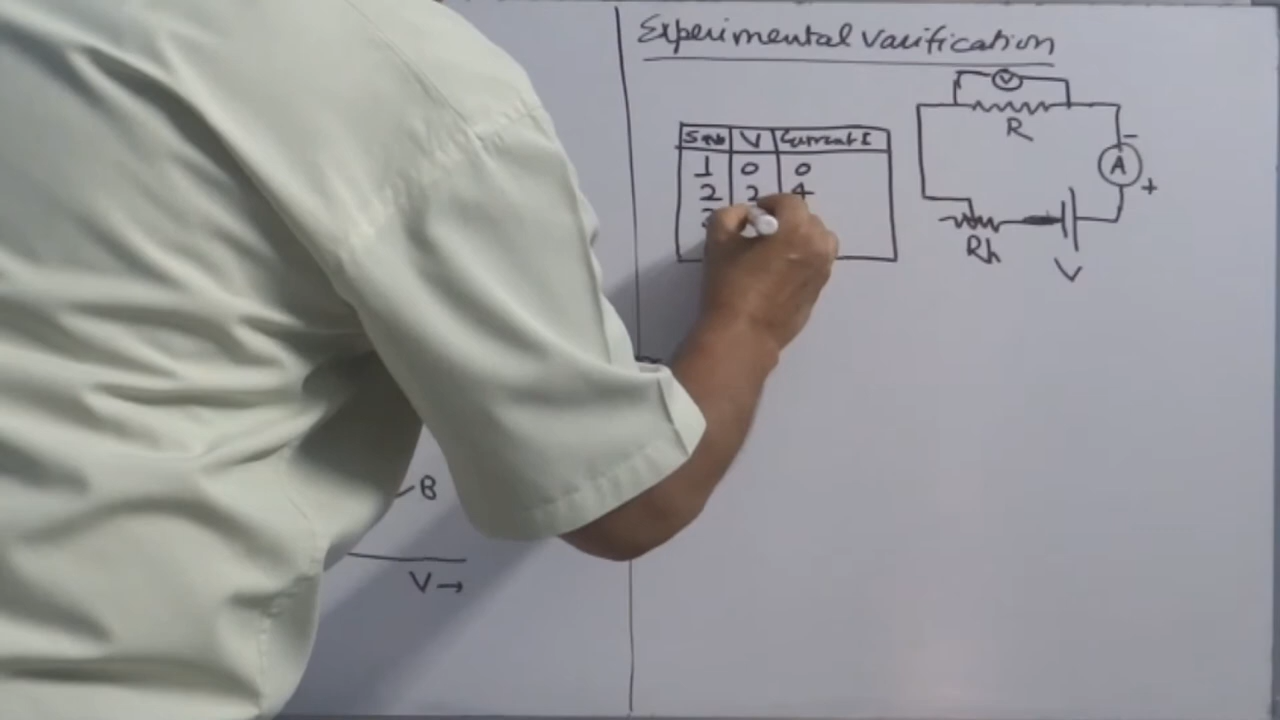 Experimental varification
S.No V Current I
1 0 0
2 2 4
V
R
A
-
+
Rh
V
B
V→